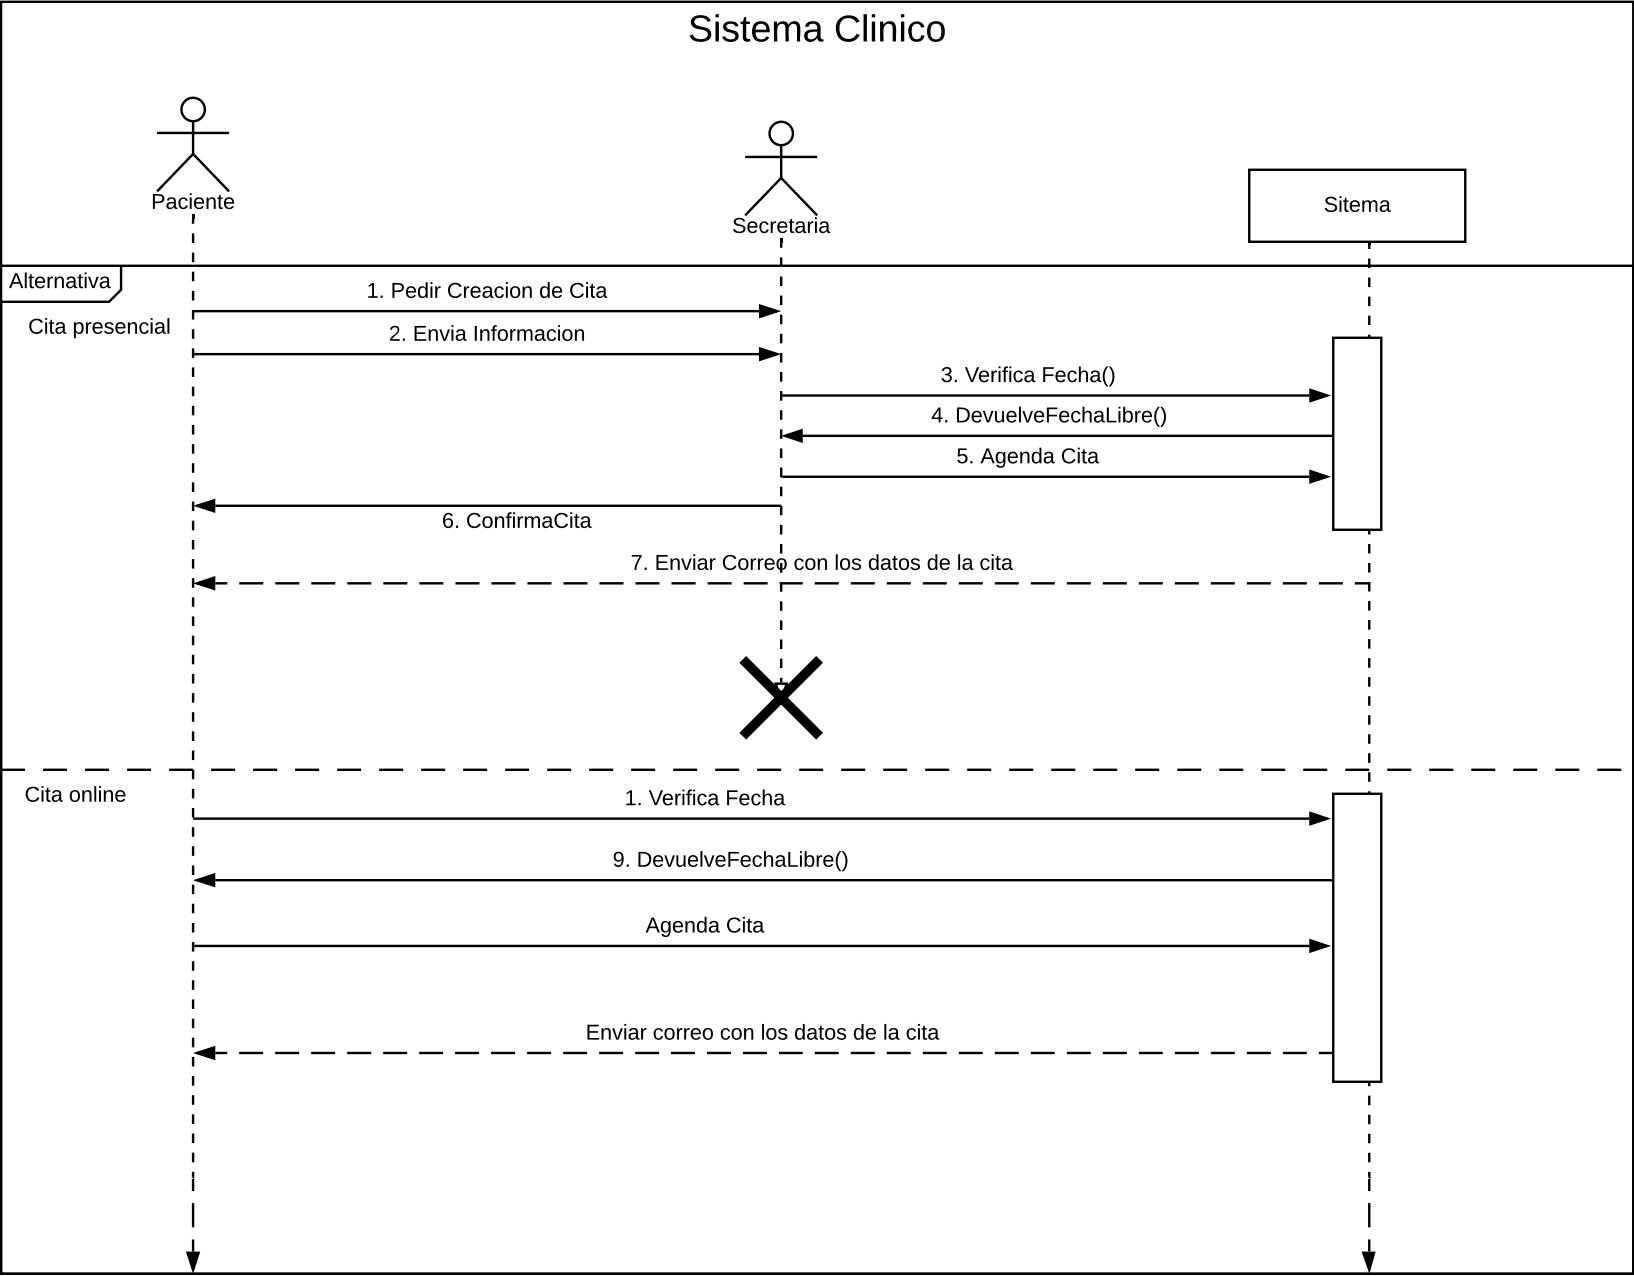 Sistema Clinico
Paciente
Secretaria
Sitema
Alternativa
1. Pedir Creacion de Cita
Cita presencial
2. Envia Informacion
3. Verifica Fecha()
4. DevuelveFechaLibre()
5. Agenda Cita
6. ConfirmaCita
7. Enviar Correo con los datos de la cita
Cita online
1. Verifica Fecha
9. DevuelveFechaLibre()
Agenda Cita
Enviar correo con los datos de la cita